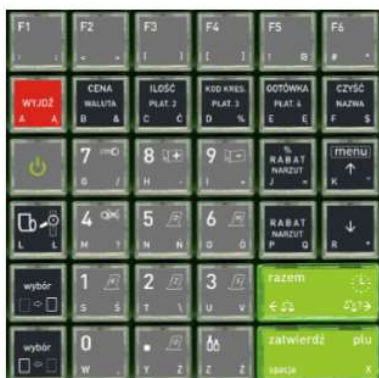 F1 F2 F3 F4 F5 F6
WYJDŹ CENA ILOŚĆ KOD KRES. GOTÓWKA CZYŚĆ
WALUTA PŁAT. 2 PŁAT. 3 PŁAT. 4 NAZWA
A Ą B & C Ć D % E Ę F $
7 8 9 % RABAT NARZUT menu
G / H - I + J = K
4 5 6 RABAT NARZUT
L Ł M ? N Ń O Ó P Q R
wybór 1 2 3 razem
S Ś T \ U V
wybór 0 . 00 zatwierdź plu
W Y Z Ż Ź spacja X